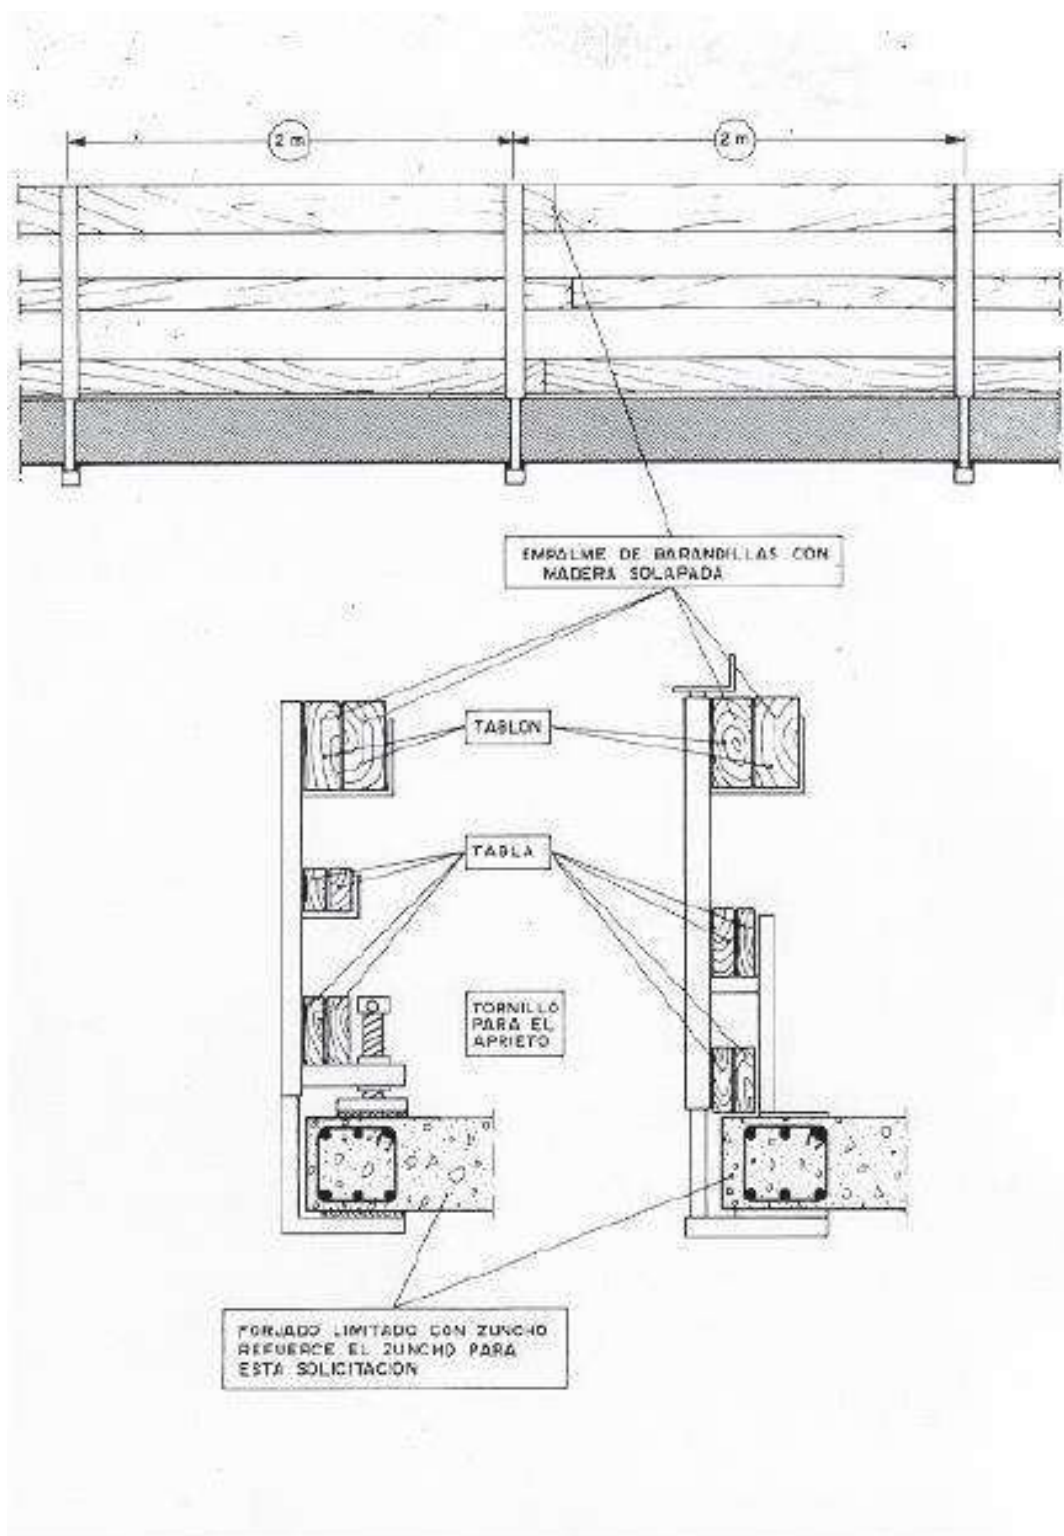 2 m
2 m
EMPALME DE BARANDILLAS CON
MADERA SOLAPADA
TABLON
TABLA
TORNILLO
PARA EL
APRIETO
FORJADO LIMITADO CON ZUNCHO
REFUERCE EL ZUNCHO PARA
ESTA SOLICITACION